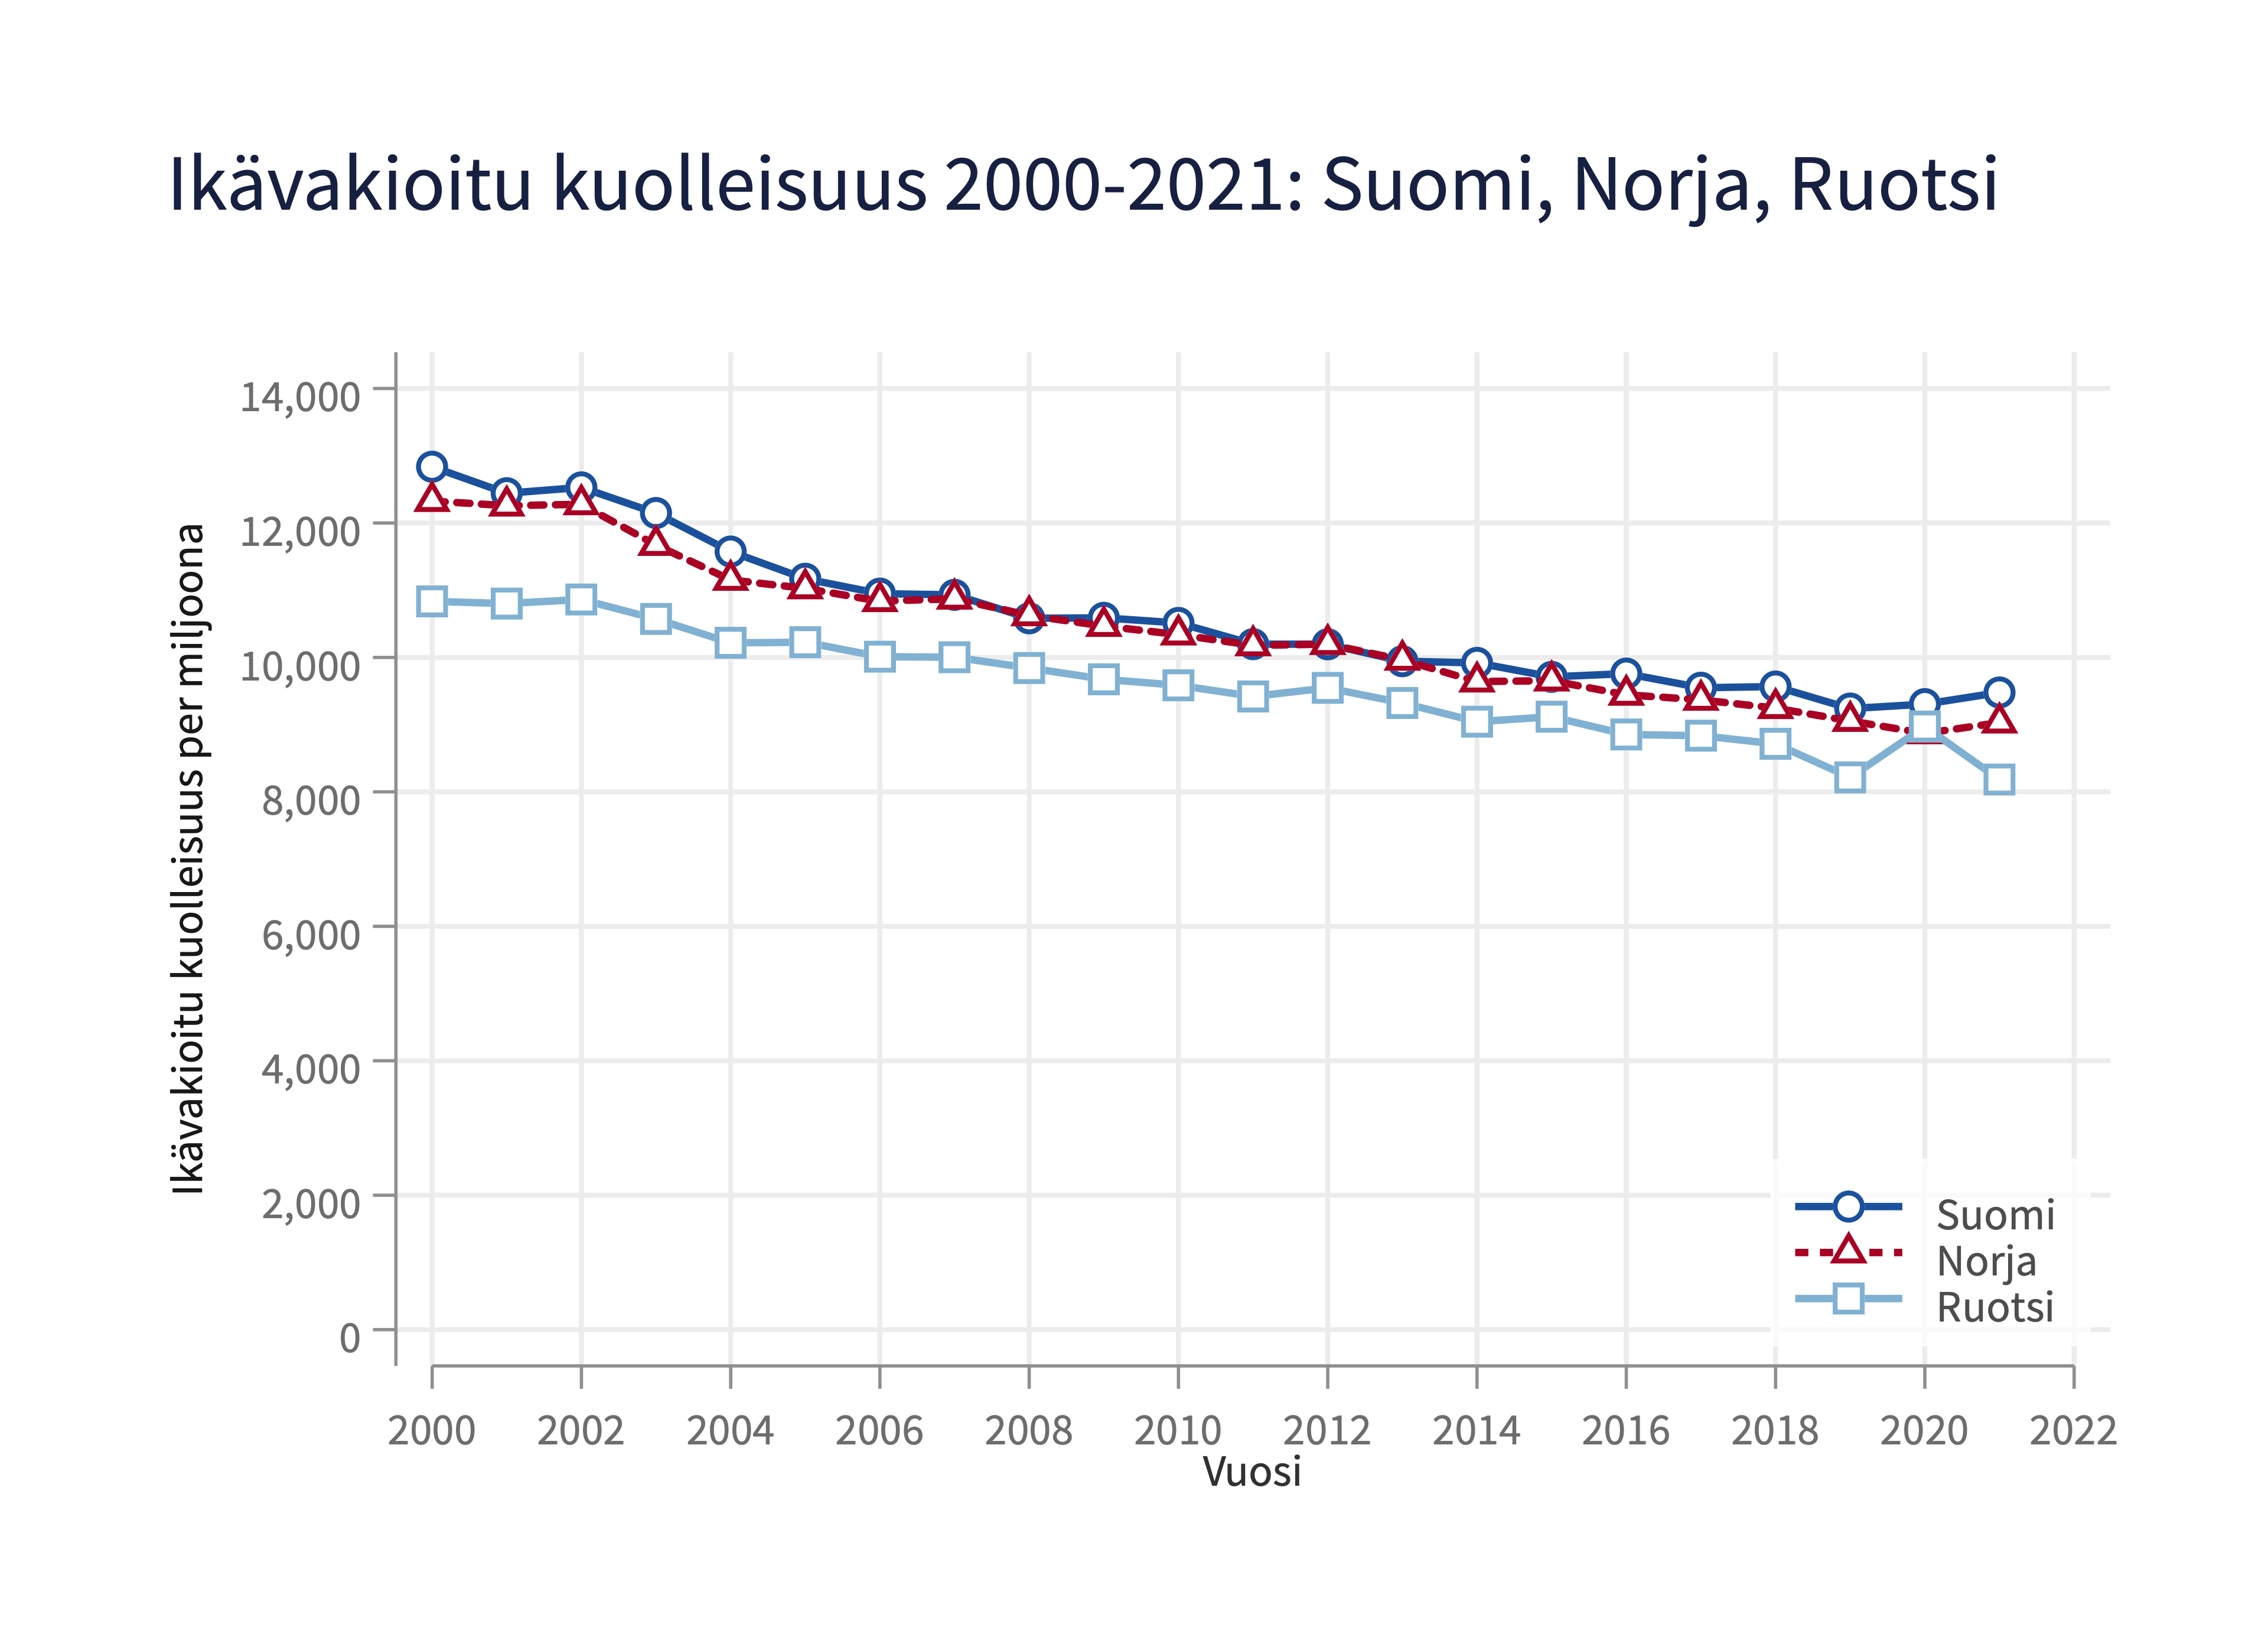 Ikävakioitu kuolleisuus 2000-2021: Suomi, Norja, Ruotsi
Ikävakioitu kuolleisuus per miljoona
14,000
12,000
10,000
8,000
6,000
4,000
2,000
0
Suomi
Norja
Ruotsi
2000 2002 2004 2006 2008 2010 2012 2014 2016 2018 2020 2022
Vuosi